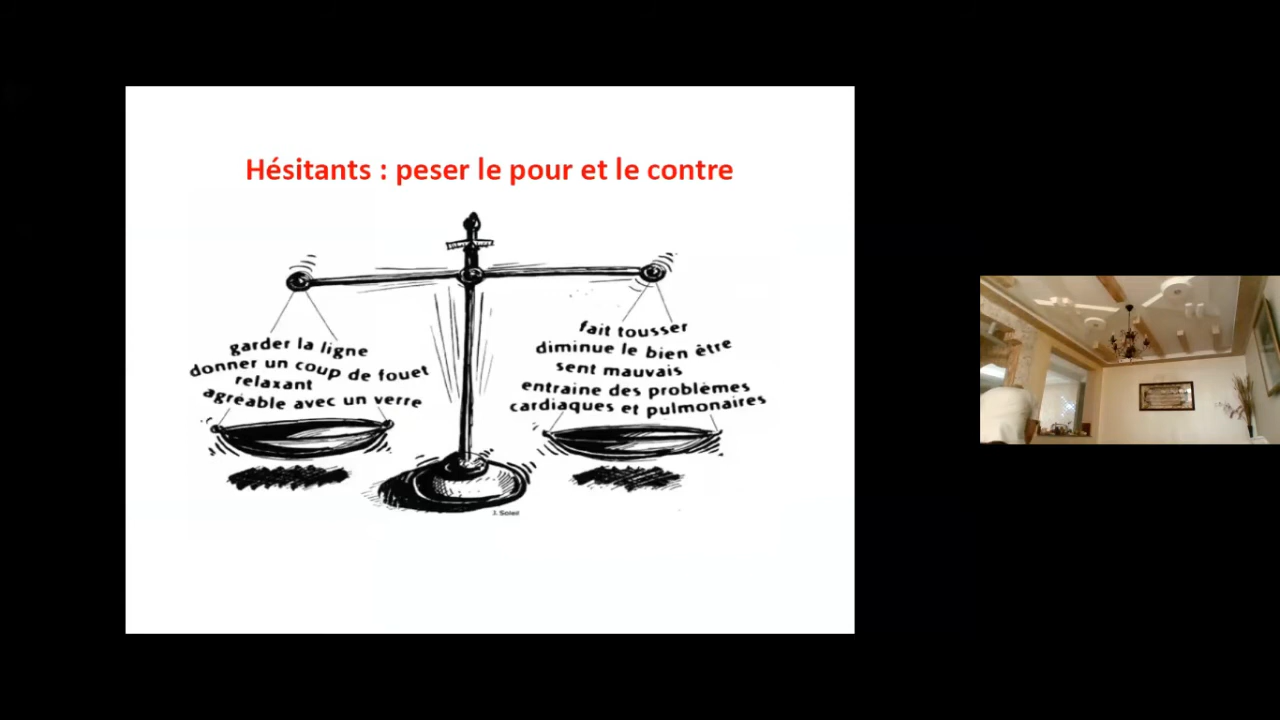 Hésitants : peser le pour et le contre
garder la ligne
donner un coup de fouet
relaxant
agréable avec un verre
fait tousser
diminue le bien être
sent mauvais
entraine des problèmes
cardiaques et pulmonaires
J. Soleil